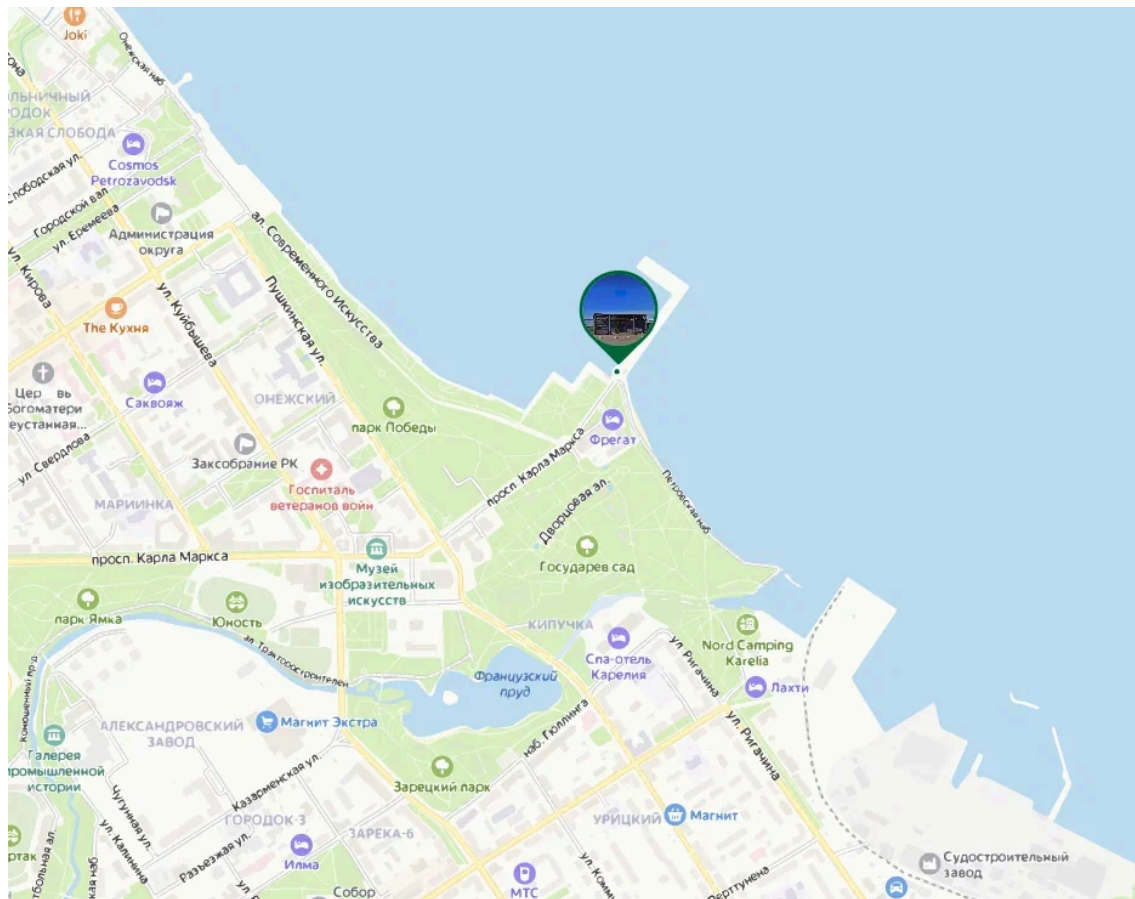 Joki
Онежская наб
Cosmos
Petrozavodsk
Слободская ул.
Городской вал
ул. Еремеева
Администрация
округа
ал. Современного Искусства
ул. Кирова
ул. Куйбышева
Пушкинская ул.
The Кухня
Саквояж
ОНЕЖСКИЙ
парк Победы
Фрегат
ул. Свердлова
Заксобрание РК
Госпиталь
ветеранов войн
МАРИИНКА
просп. Карла Маркса
Дворцовая ал.
Петровская наб
Государев сад
просп. Карла Маркса
Музей
изобразительных
искусств
парк Ямка
Юность
КИПУЧКА
Спа-отель
Карелия
ул. Ригачина
Nord Camping
Karelia
Лахти
Французский
пруд
АЛЕКСАНДРОВСКИЙ
ЗАВОД
Магнит Экстра
наб. Гюллинга
ул. Ригачина
Галерея
промышленной
истории
Казарменская ул.
Зарецкий парк
Чугунная ул.
ул. Калинина
ГОРОДОК-3
ЗАРЕКА-6
УРИЦКИЙ
Магнит
Разъезжая ул.
Илма
Собор
МТС
Судостроительный
завод